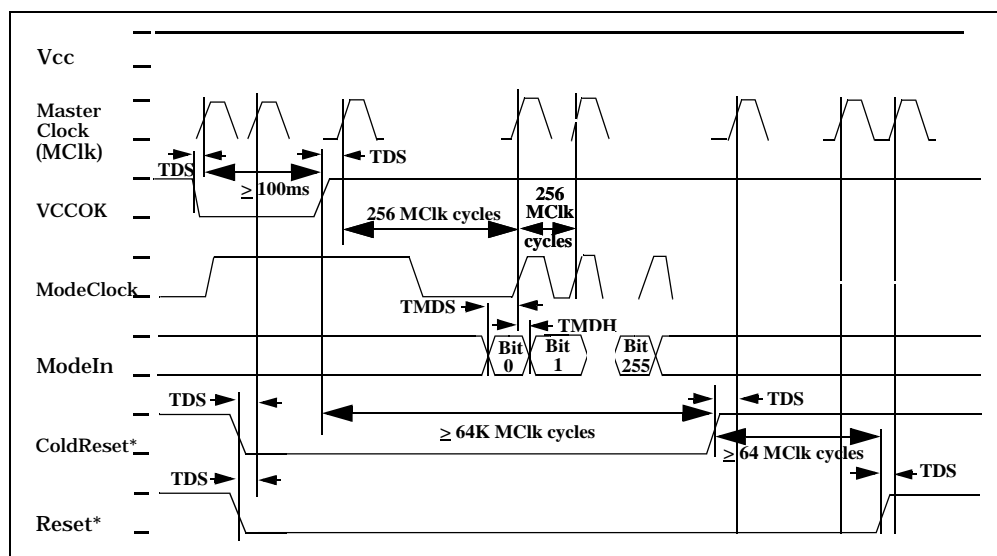 Vcc
Master
Clock
(MClk)
TDS
TDS
≥ 100ms
VCCOK
256 MClk cycles
256
MClk
cycles
ModeClock
TMDS
TMDH
ModeIn
Bit
0
Bit
1
Bit
255
TDS
TDS
≥ 64K MClk cycles
ColdReset*
≥ 64 MClk cycles
TDS
TDS
Reset*